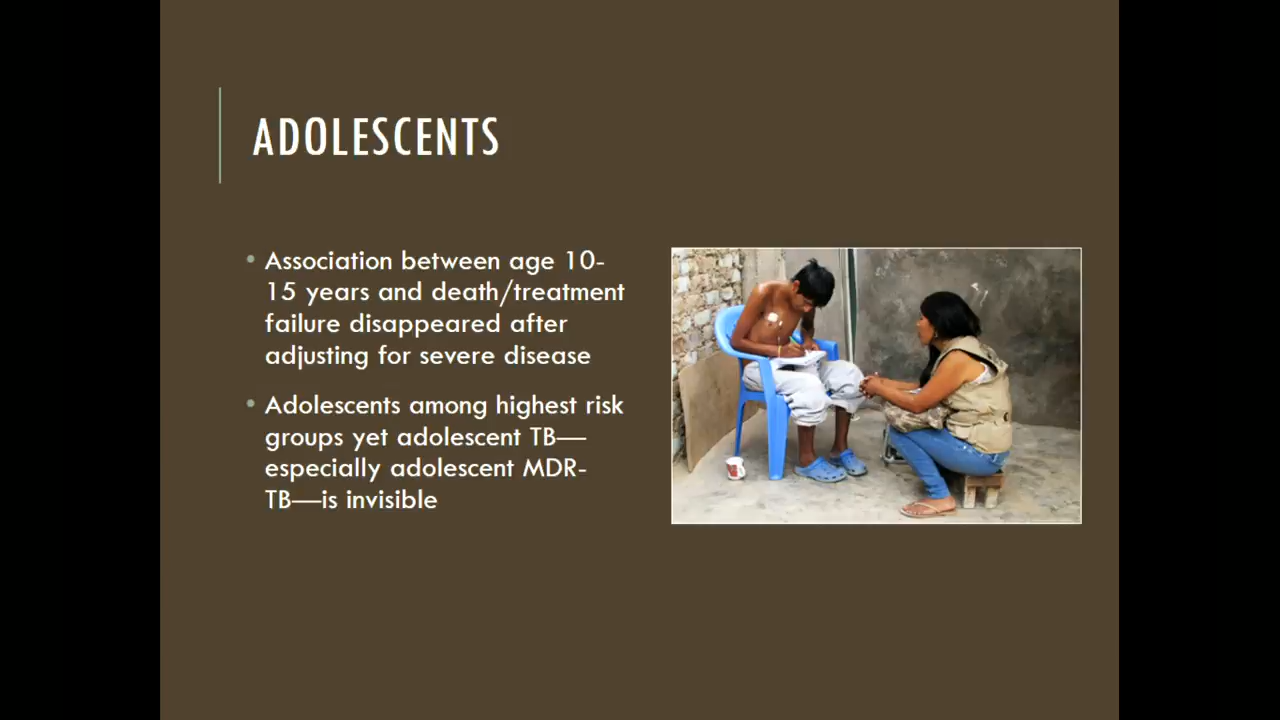 ADOLESCENTS
• Association between age 10-
15 years and death/treatment
failure disappeared after
adjusting for severe disease
• Adolescents among highest risk
groups yet adolescent TB—
especially adolescent MDR-
TB—is invisible